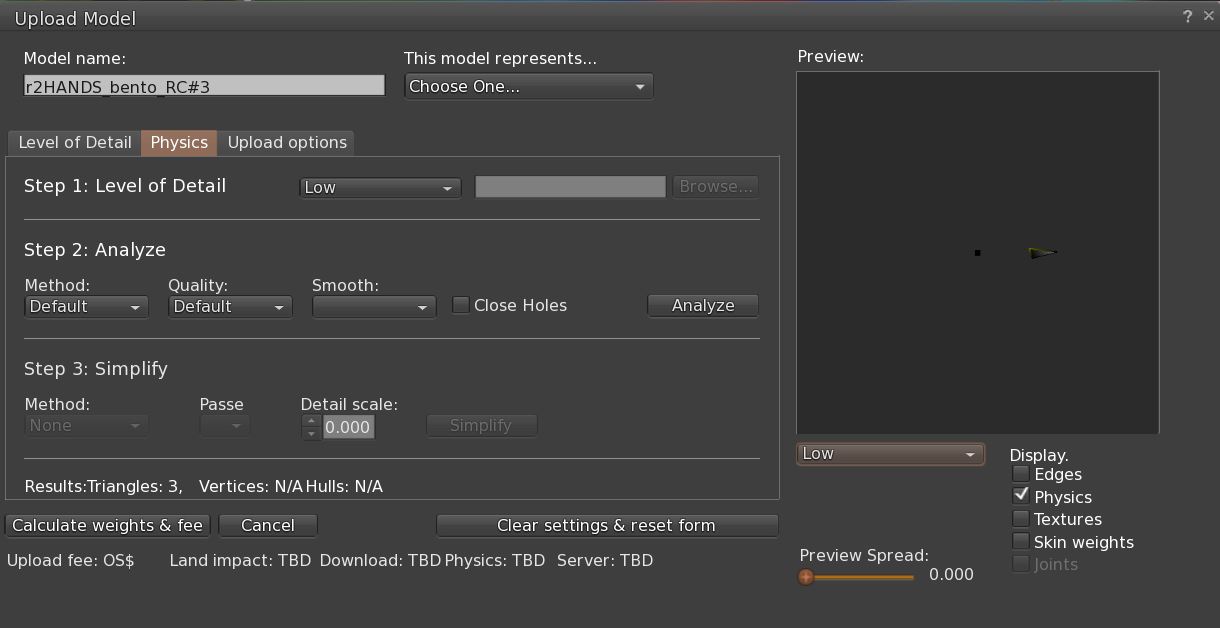 Upload Model ? ×
Model name: This model represents... Preview:
r2HANDS_bento_RC#3 Choose One...
Level of Detail Physics Upload options
Step 1: Level of Detail Low Browse...
Step 2: Analyze
Method: Quality: Smooth:
Default Default Close Holes Analyze
Step 3: Simplify
Method: Passe Detail scale:
None 0.000 Simplify
Results:Triangles: 3, Vertices: N/A Hulls: N/A
Calculate weights & fee Cancel Clear settings & reset form
Upload fee: OS$ Land impact: TBD Download: TBD Physics: TBD Server: TBD
Low
Display.
Edges
Physics
Textures
Skin weights
Joints
Preview Spread:
0.000